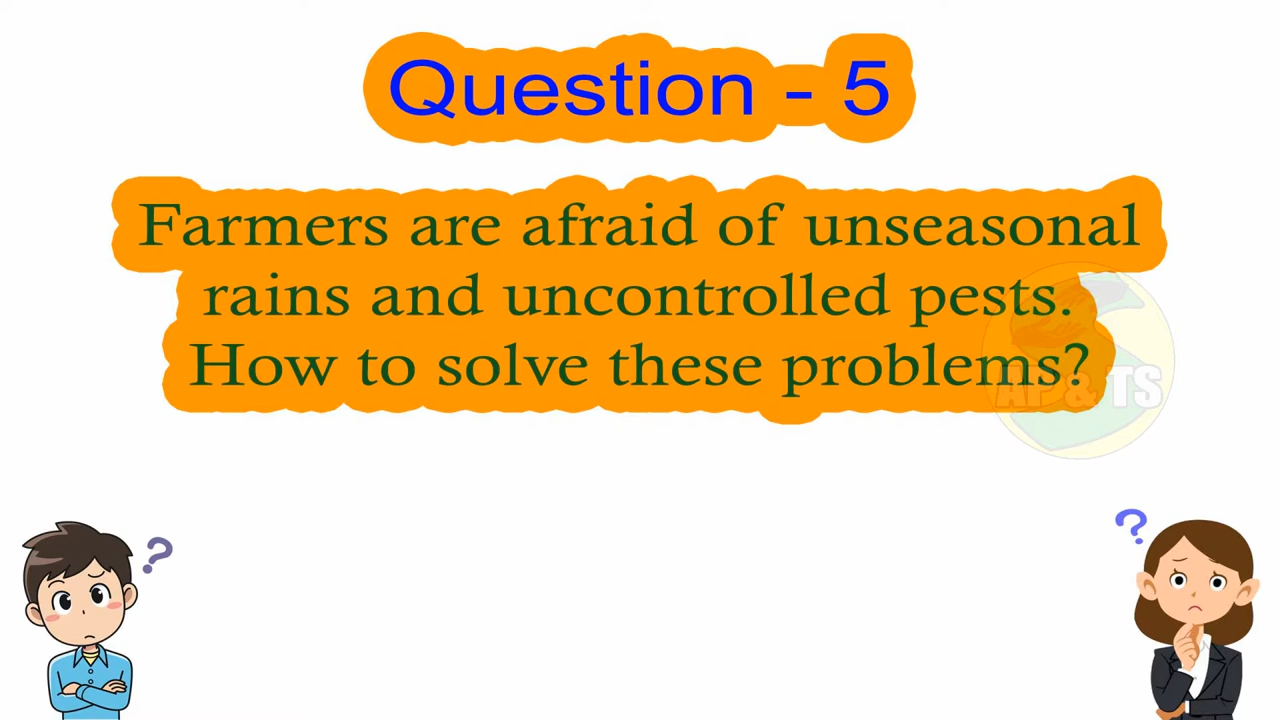 Question - 5
Farmers are afraid of unseasonal
rains and uncontrolled pests.
How to solve these problems?
AP & TS
?
?